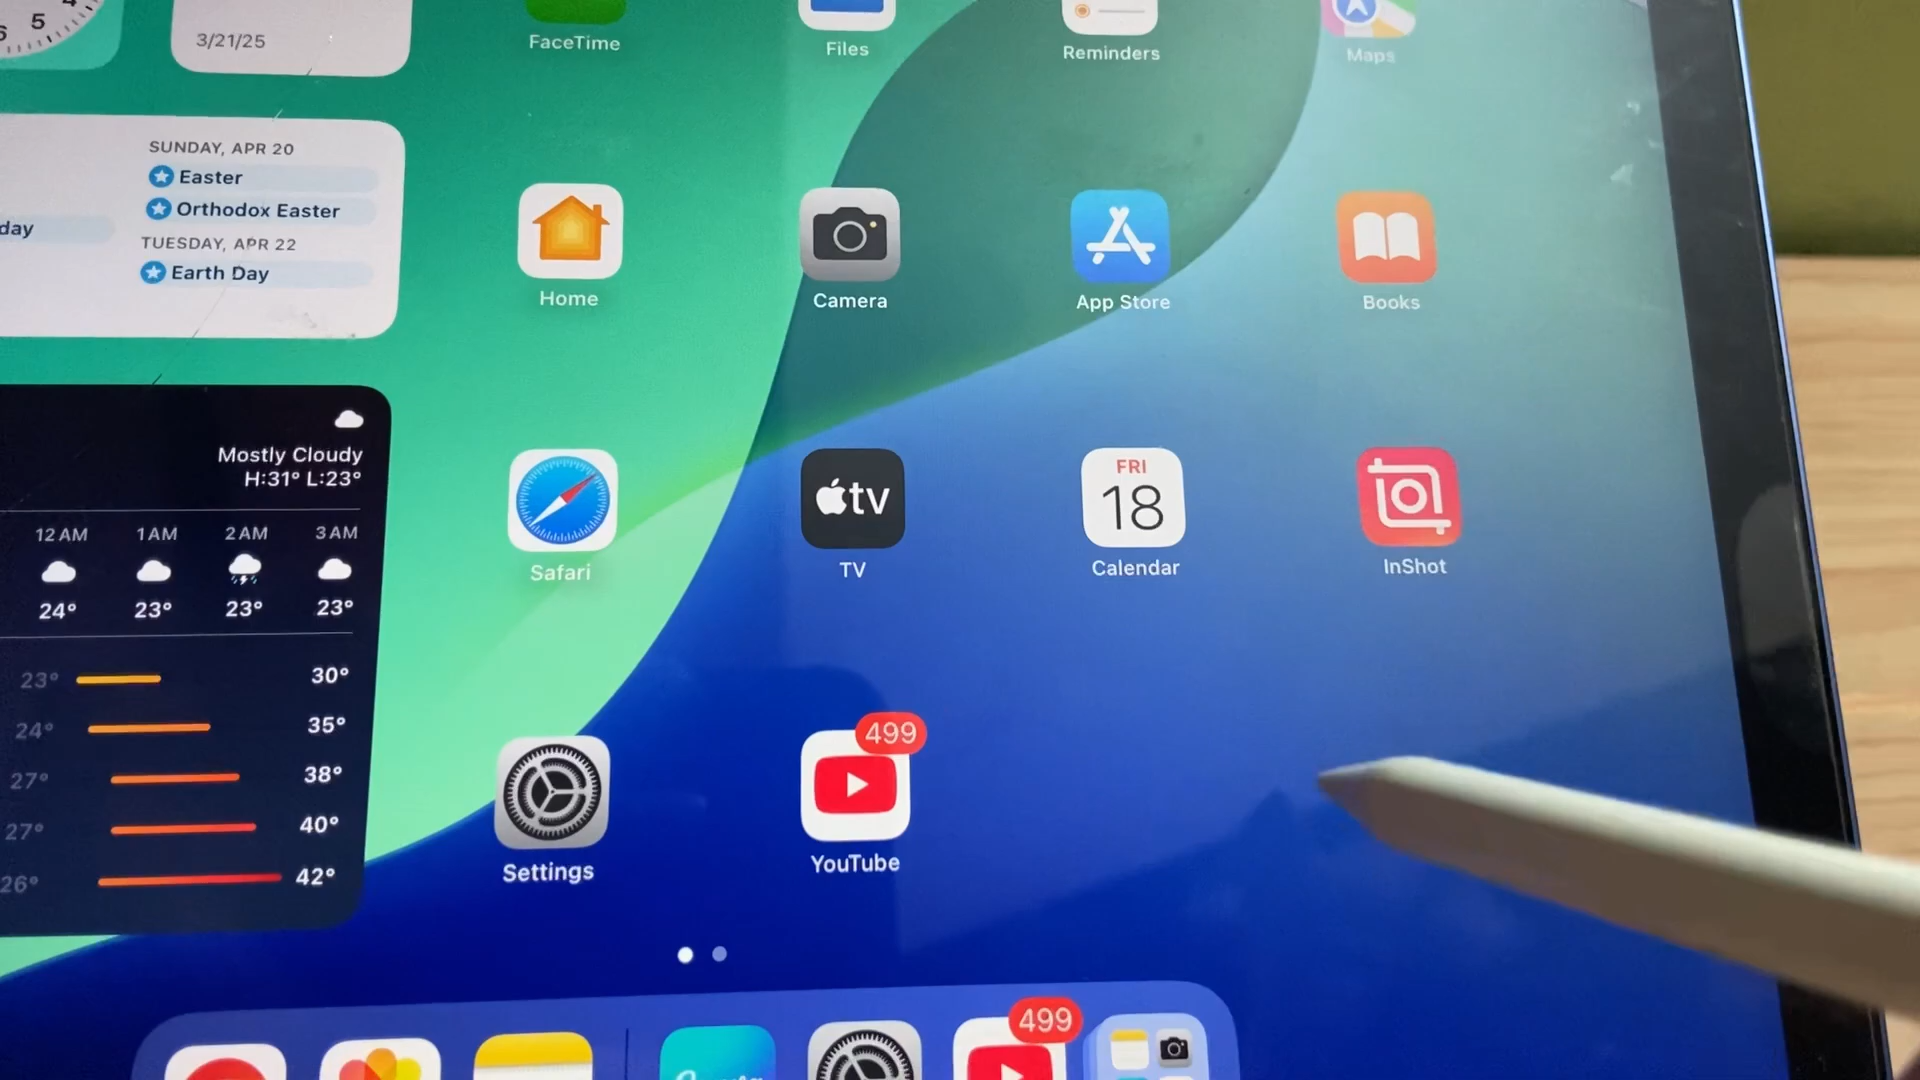 5
3/21/25
FaceTime
Files
Reminders
Maps
SUNDAY, APR 20
Easter
Orthodox Easter
day
TUESDAY, APR 22
Earth Day
Home
Camera
App Store
Books
Mostly Cloudy
H:31° L:23°
12 AM 1 AM 2 AM 3 AM
24° 23° 23° 23°
23° 30°
24° 35°
27° 38°
27° 40°
26° 42°
Safari
tv
TV
FRI
18
Calendar
InShot
Settings
499
YouTube
499